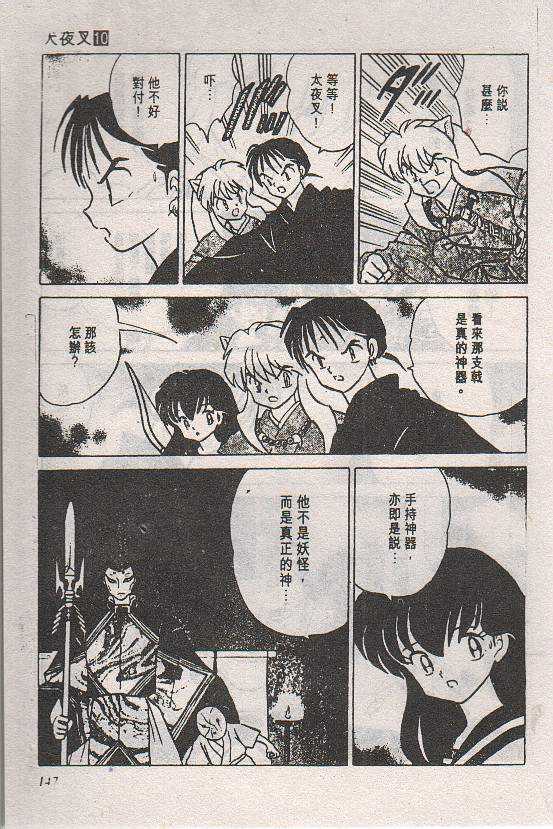 犬夜叉10
你說
甚麼…
等等！
犬夜叉！
吓…
他不好
對付！
看來那支戟
是真的神器。
那該
怎辦？
手持神器，
亦即是說…
他不是妖怪，
而是真正的神…